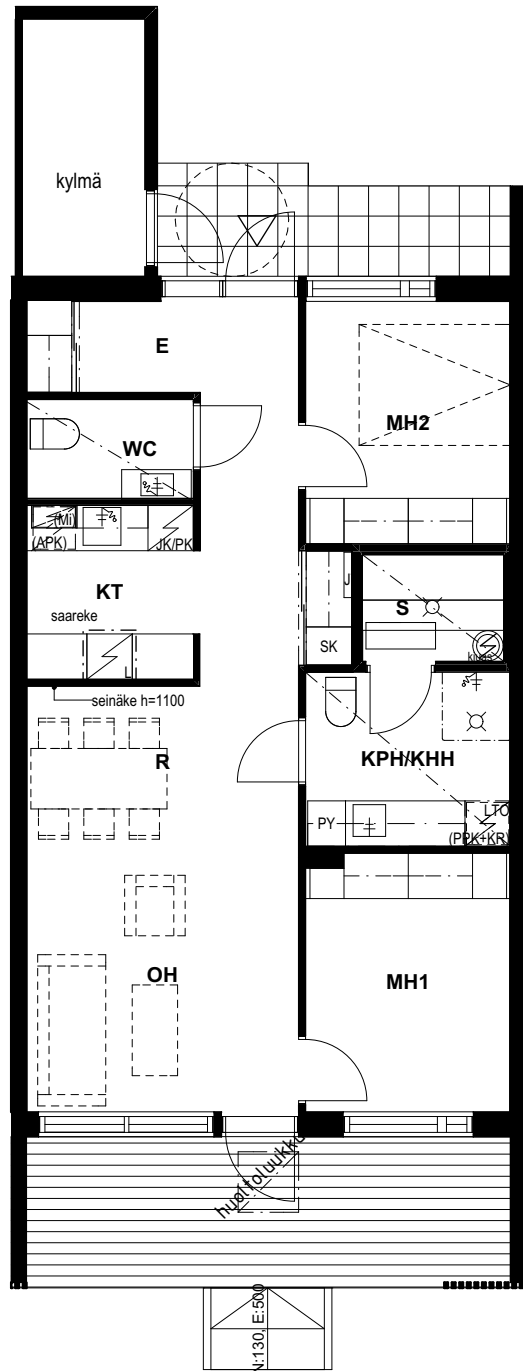 kylmä
E
MH2
WC
(Mi)
(APK)
JK/PK
KT
saareke
L
J
SK
S
kiuas
seinäke h=1100
R
KPH/KHH
PY
LTO
(PPK+KR)
OH
MH1
huoltoluukku
N:130, E:500